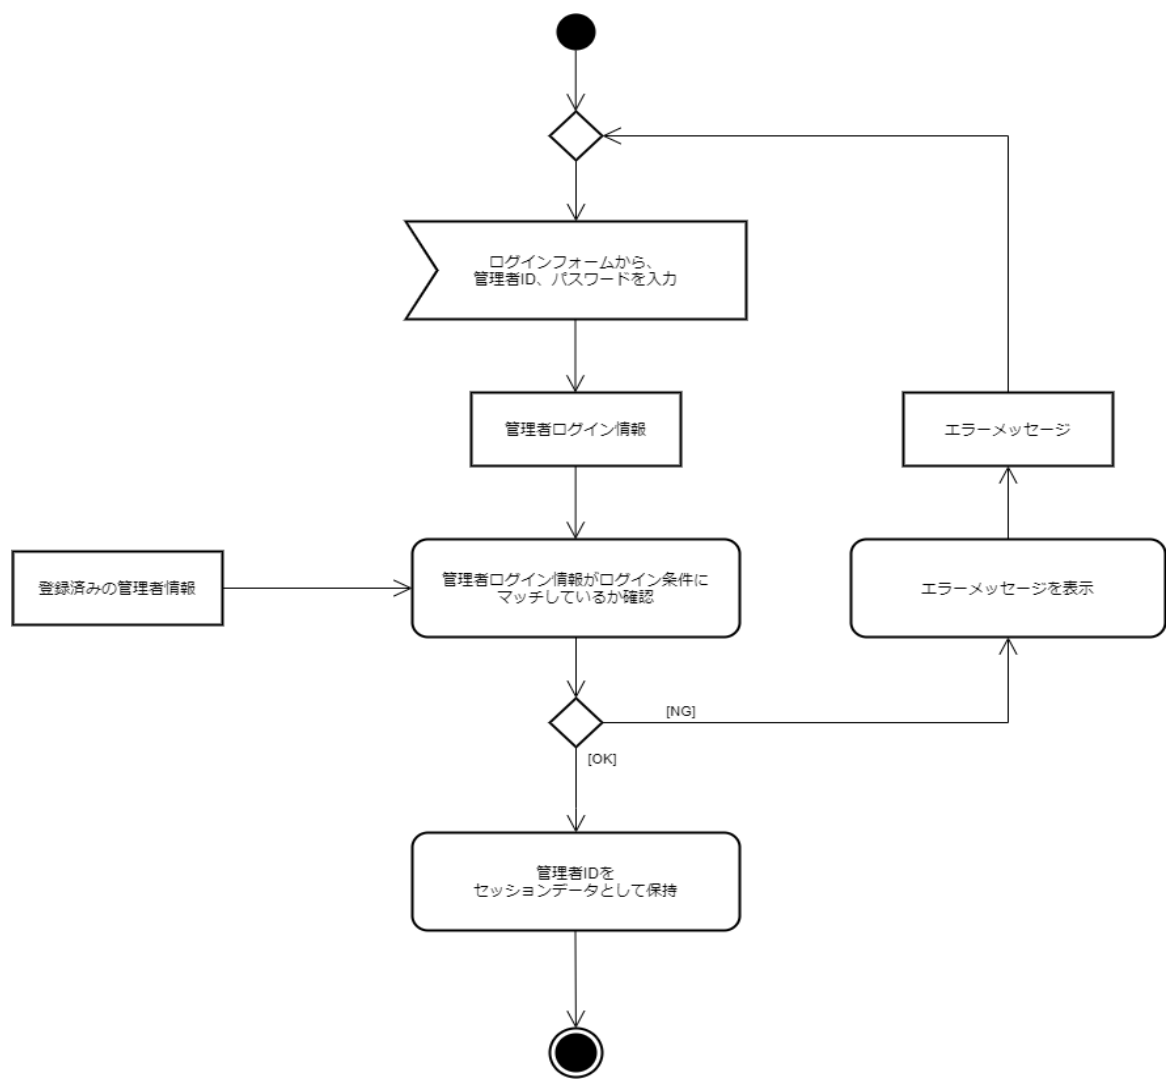 ログインフォームから、
管理者ID、パスワードを入力
管理者ログイン情報
エラーメッセージ
登録済みの管理者情報
管理者ログイン情報がログイン条件に
マッチしているか確認
エラーメッセージを表示
[NG]
[OK]
管理者IDを
セッションデータとして保持